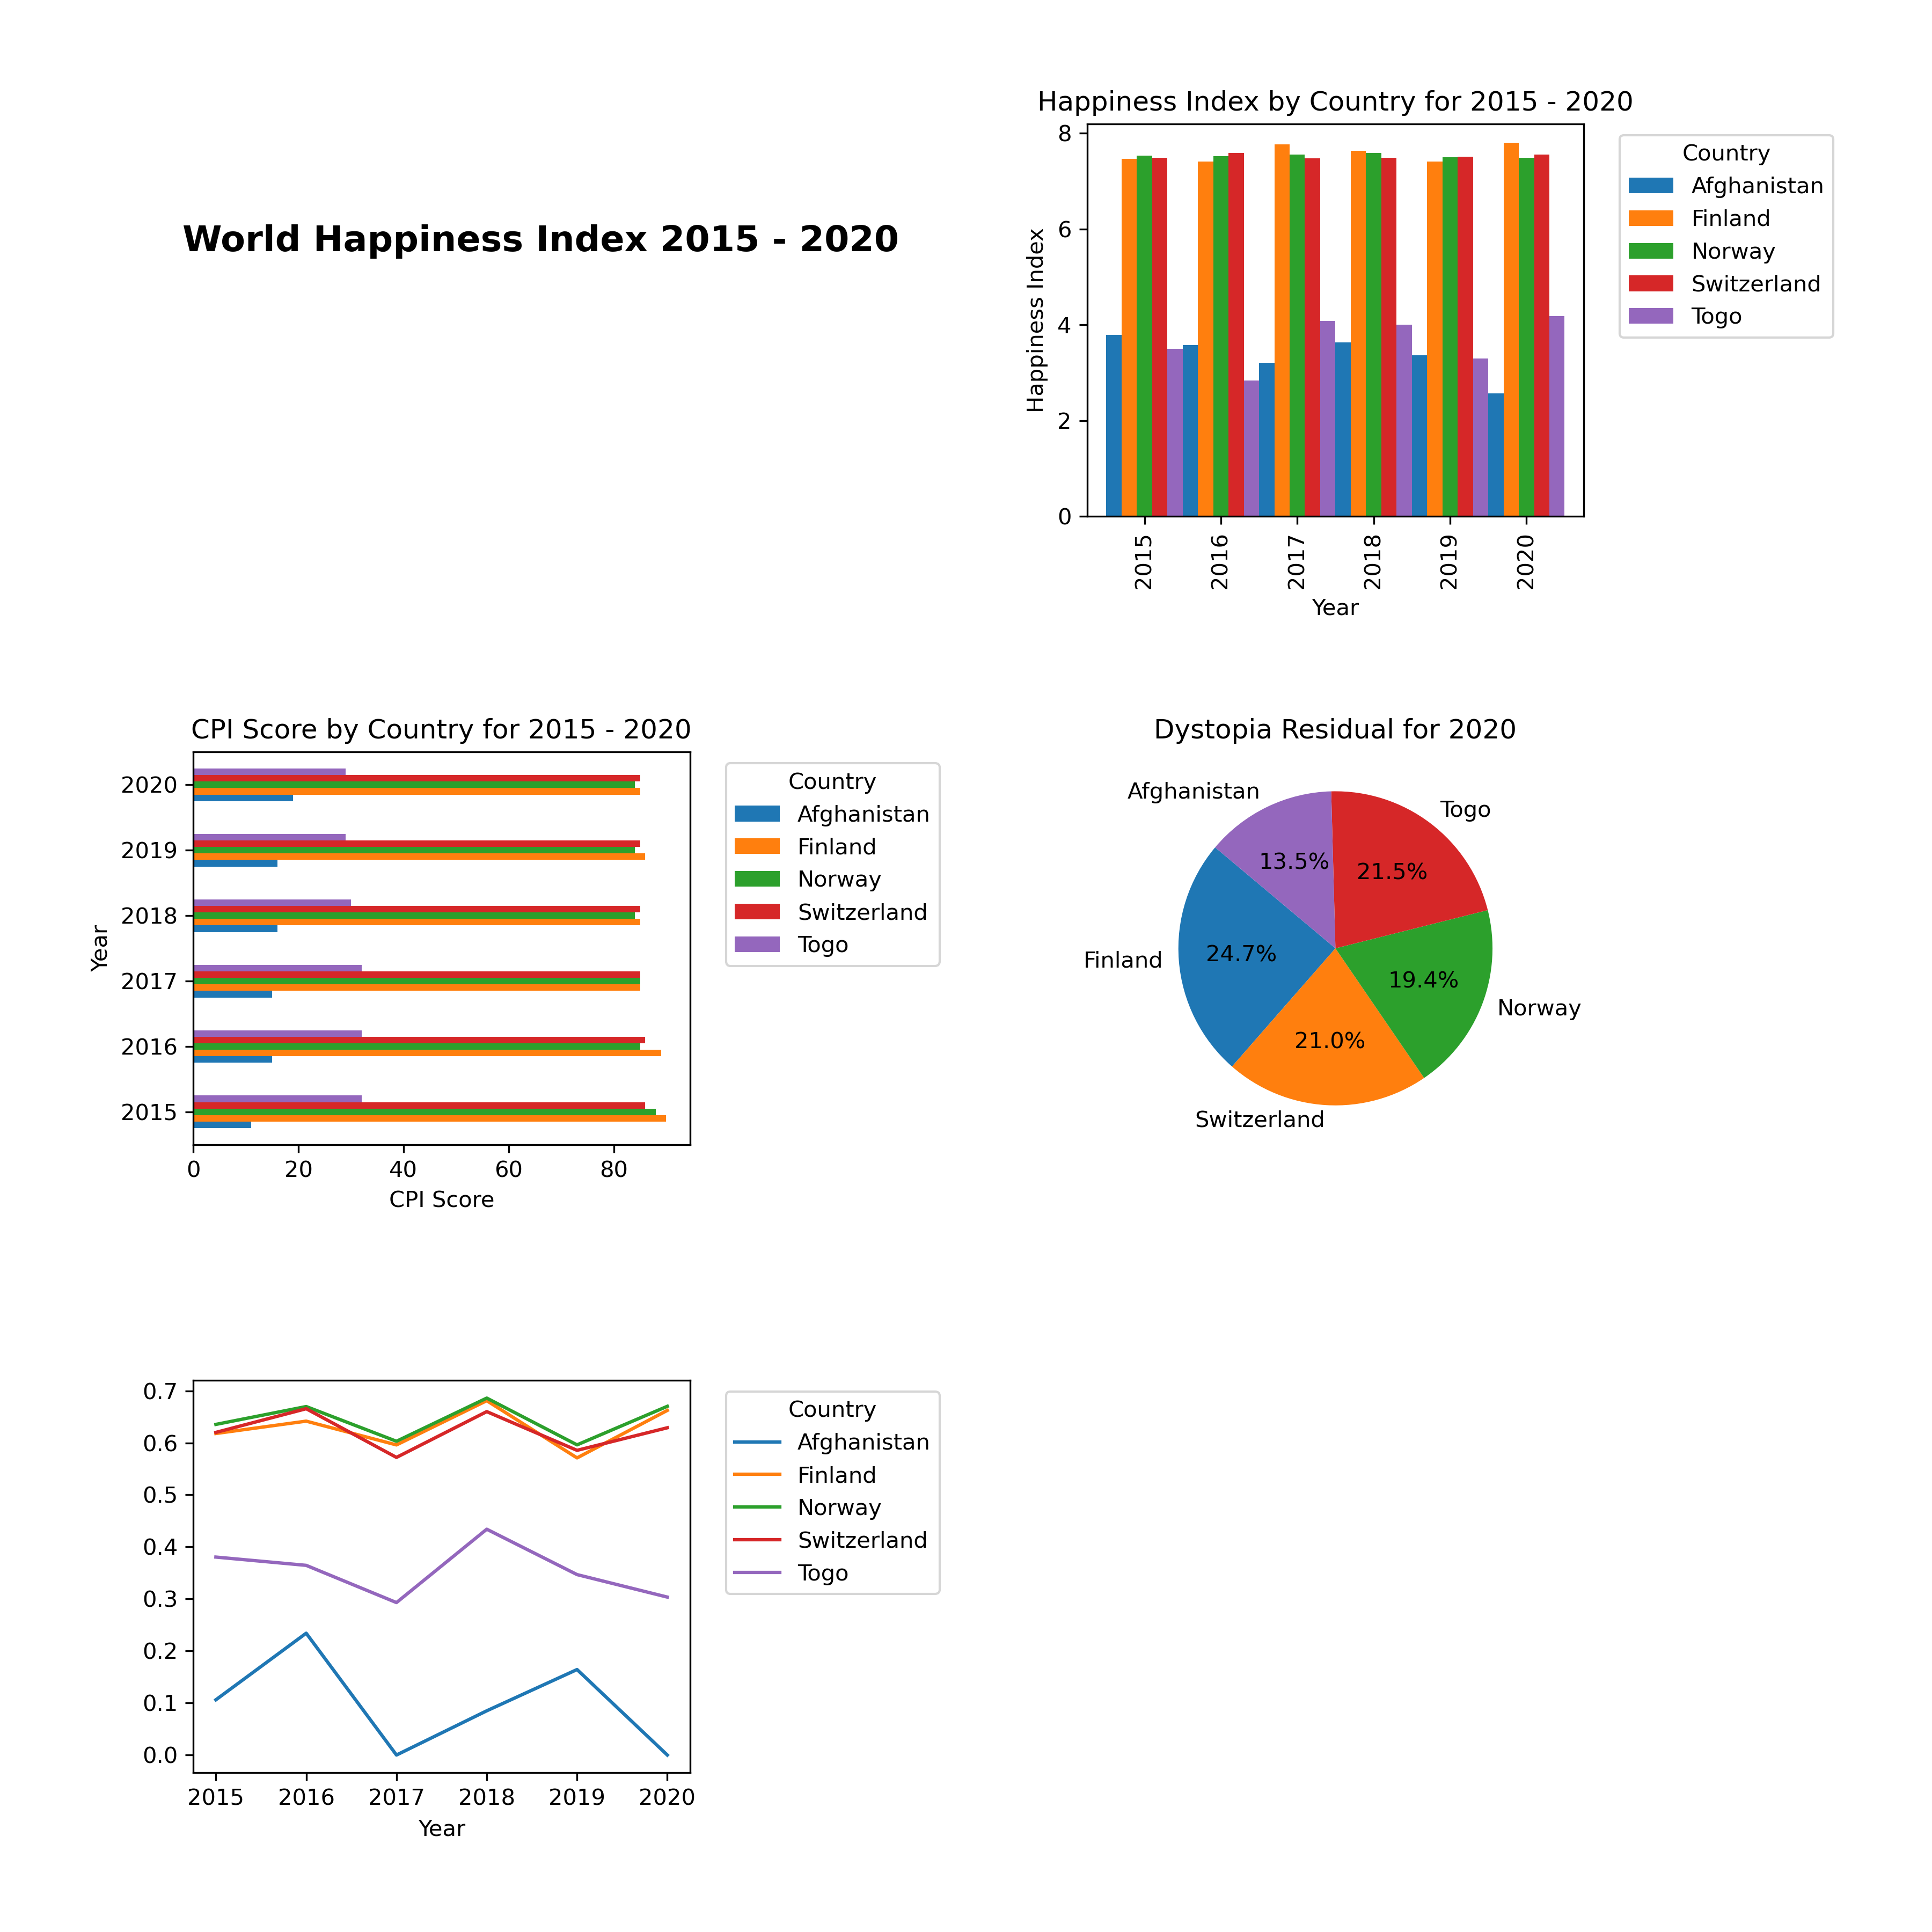 World Happiness Index 2015 - 2020
Happiness Index by Country for 2015 - 2020
Happiness Index
8
6
4
2
0
2015
2016
2017
2018
2019
2020
Year
Country
Afghanistan
Finland
Norway
Switzerland
Togo
CPI Score by Country for 2015 - 2020
Year
2020
2019
2018
2017
2016
2015
0 20 40 60 80
CPI Score
Country
Afghanistan
Finland
Norway
Switzerland
Togo
Dystopia Residual for 2020
Afghanistan
Togo
13.5%
21.5%
Finland
24.7%
19.4%
Norway
21.0%
Switzerland
0.7
0.6
0.5
0.4
0.3
0.2
0.1
0.0
2015 2016 2017 2018 2019 2020
Year
Country
Afghanistan
Finland
Norway
Switzerland
Togo